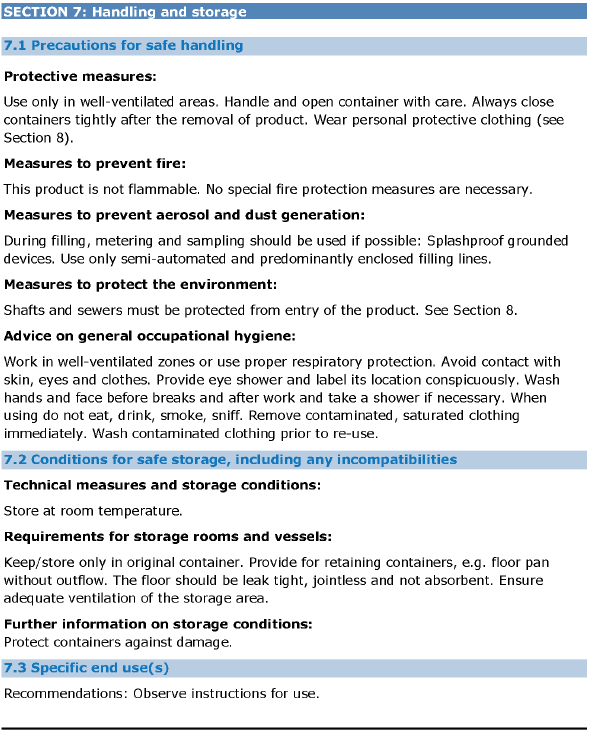 SECTION 7: Handling and storage
7.1 Precautions for safe handling
Protective measures:
Use only in well-ventilated areas. Handle and open container with care. Always close
containers tightly after the removal of product. Wear personal protective clothing (see
Section 8).
Measures to prevent fire:
This product is not flammable. No special fire protection measures are necessary.
Measures to prevent aerosol and dust generation:
During filling, metering and sampling should be used if possible: Splashproof grounded
devices. Use only semi-automated and predominantly enclosed filling lines.
Measures to protect the environment:
Shafts and sewers must be protected from entry of the product. See Section 8.
Advice on general occupational hygiene:
Work in well-ventilated zones or use proper respiratory protection. Avoid contact with
skin, eyes and clothes. Provide eye shower and label its location conspicuously. Wash
hands and face before breaks and after work and take a shower if necessary. When
using do not eat, drink, smoke, sniff. Remove contaminated, saturated clothing
immediately. Wash contaminated clothing prior to re-use.
7.2 Conditions for safe storage, including any incompatibilities
Technical measures and storage conditions:
Store at room temperature.
Requirements for storage rooms and vessels:
Keep/store only in original container. Provide for retaining containers, e.g. floor pan
without outflow. The floor should be leak tight, jointless and not absorbent. Ensure
adequate ventilation of the storage area.
Further information on storage conditions:
Protect containers against damage.
7.3 Specific end use(s)
Recommendations: Observe instructions for use.